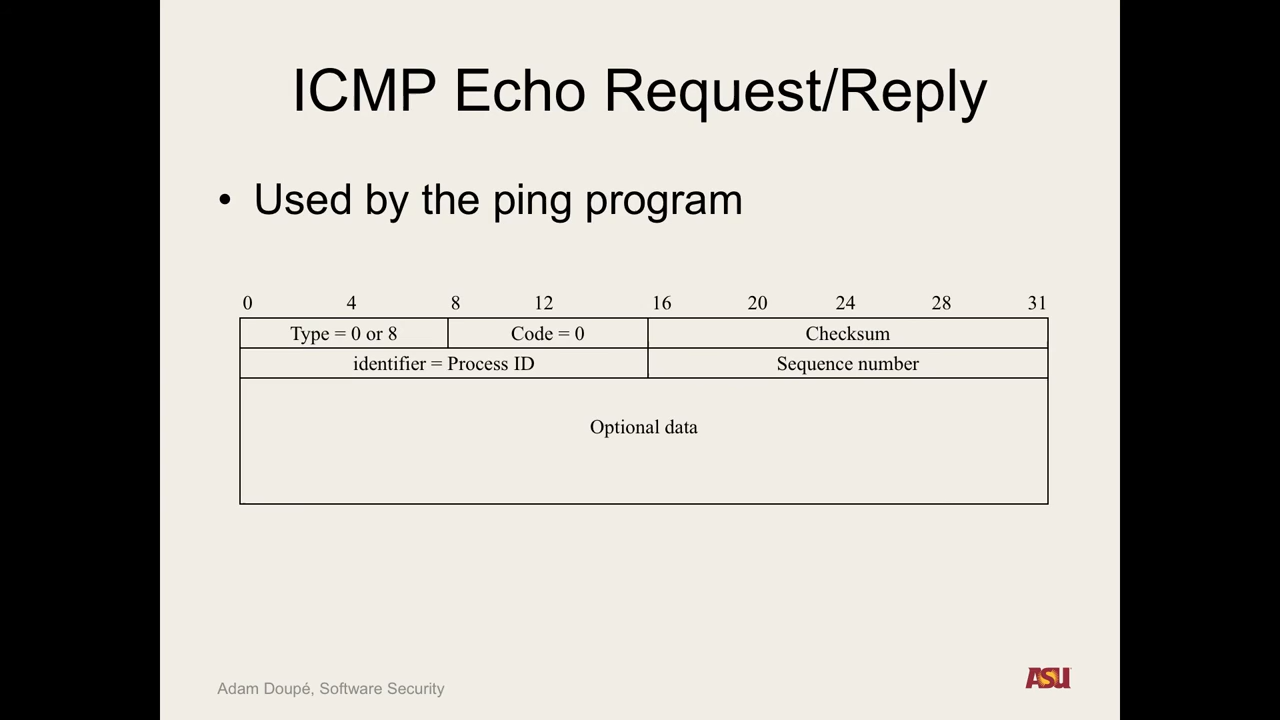 ICMP Echo Request/Reply
• Used by the ping program
0 4 8 12 16 20 24 28 31
Type = 0 or 8 Code = 0 Checksum
identifier = Process ID Sequence number
Optional data
Adam Doupé, Software Security
ASU